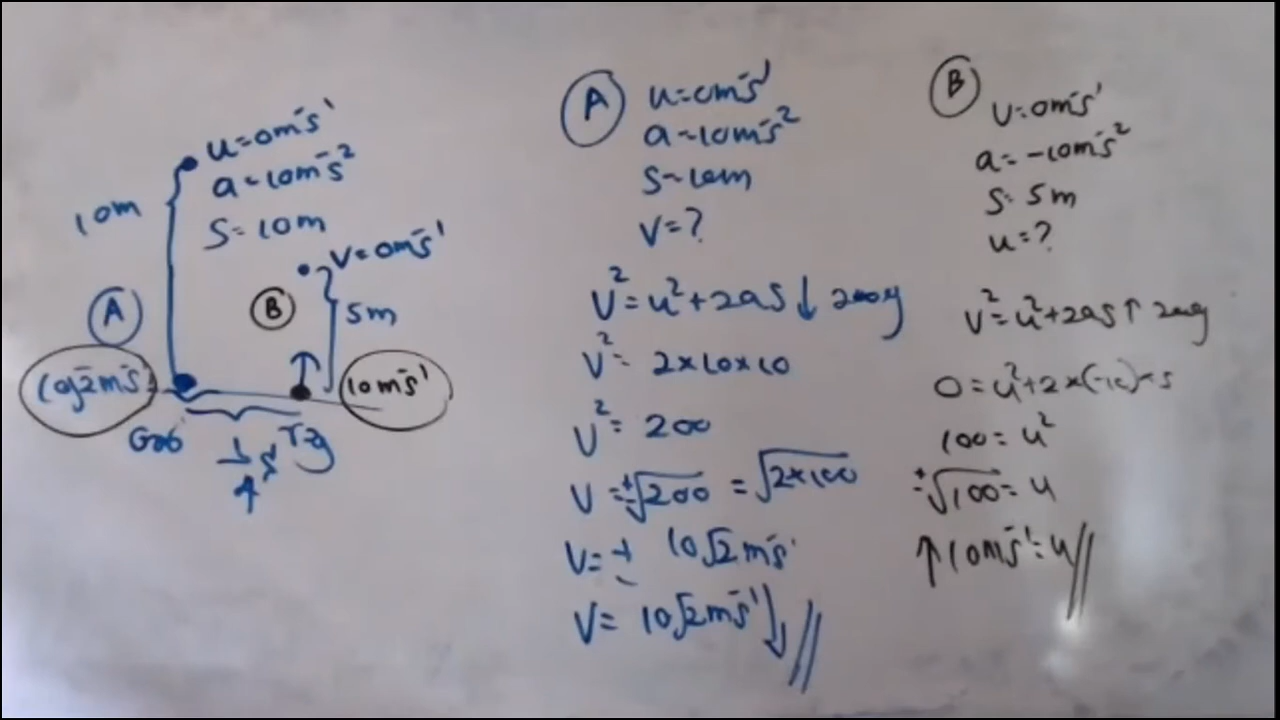 u=0ms⁻¹
a=10ms⁻²
S=10m
10m
V=0ms⁻¹
Ⓑ
5m
Ⓐ
10√2ms⁻¹
10ms⁻¹
1/4 s
Ⓐ
u=0ms⁻¹
a=10ms⁻²
S=10m
V=?
V²=u²+2as↓
V²= 2×10×10
V²= 200
V=±√200 = √2×100
V=± 10√2ms⁻¹
V= 10√2ms⁻¹↓//
Ⓑ
V=0ms⁻¹
a=-10ms⁻²
S=5m
u=?
V²=u²+2as↑
0=u²+2×(-10)×5
100=u²
±√100=u
↑10ms⁻¹=u//